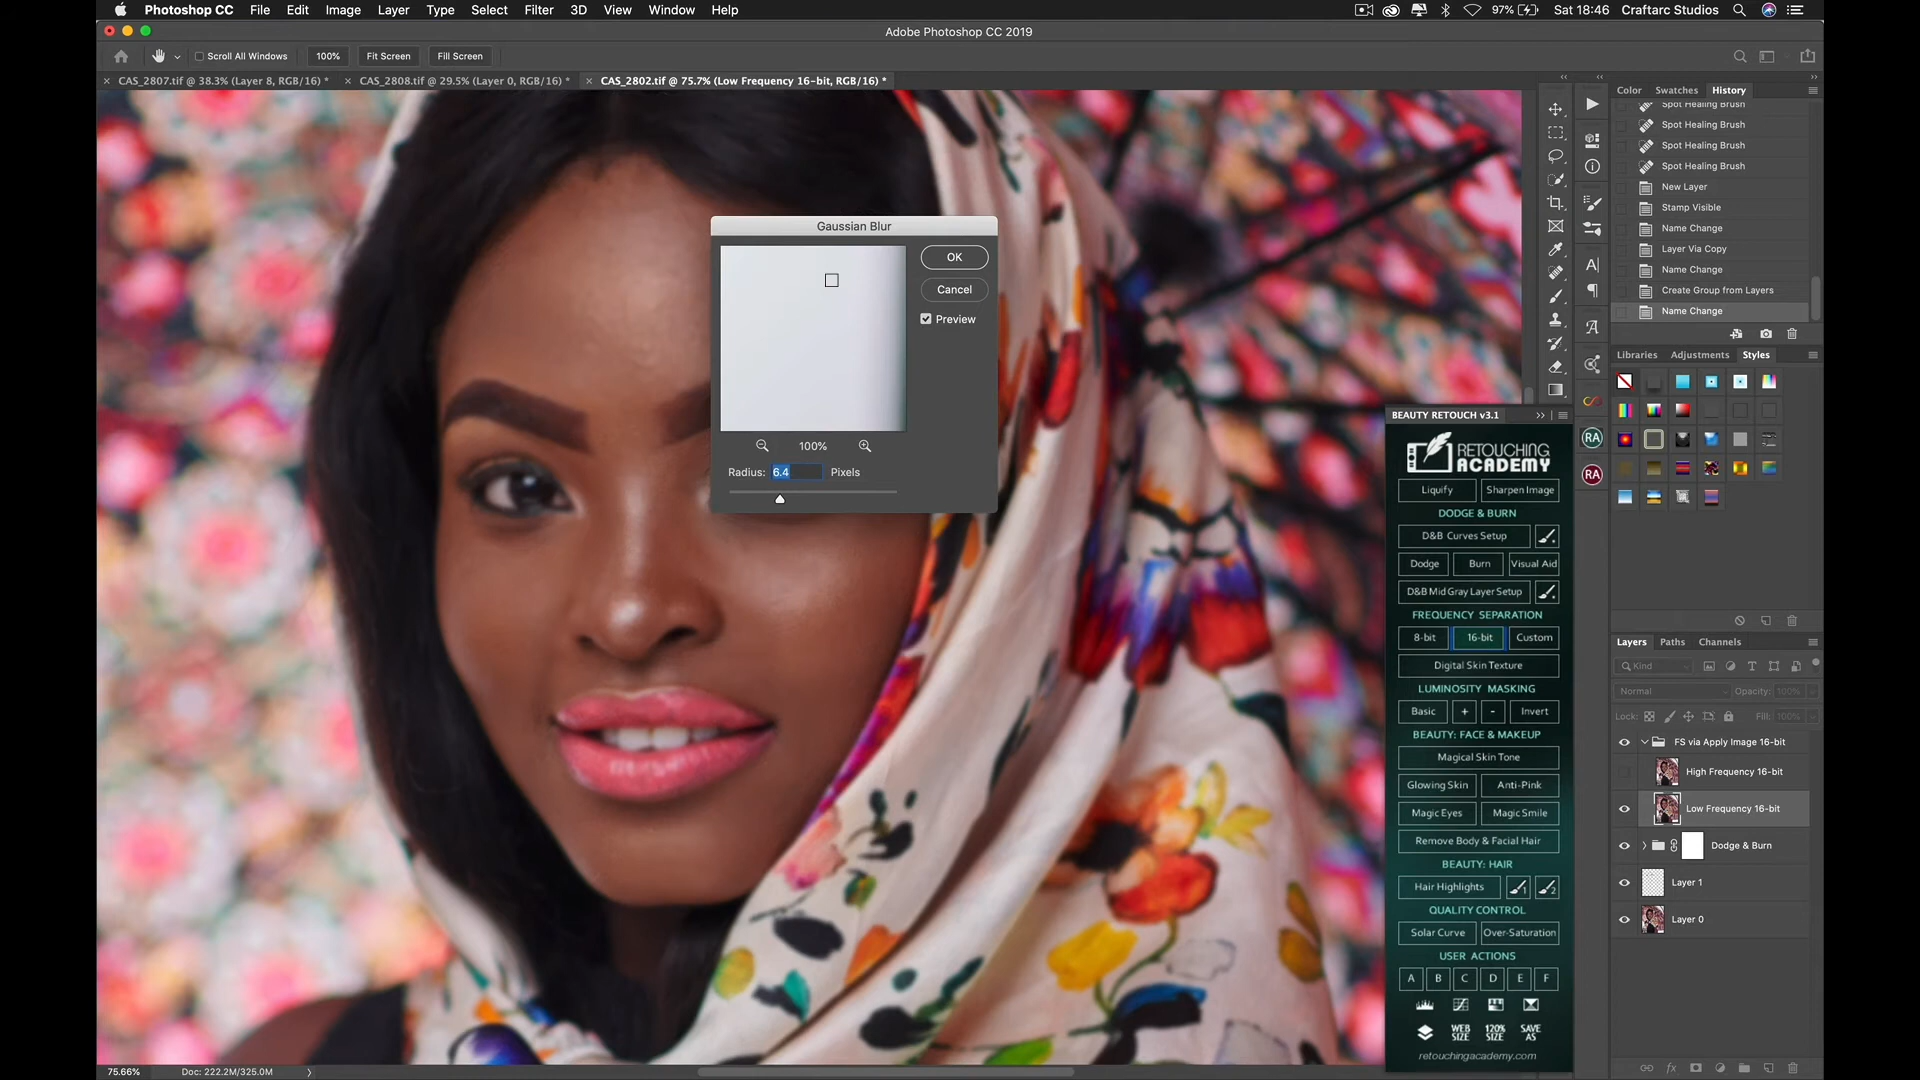 Photoshop CC File Edit Image Layer Type Select Filter 3D View Window Help 97% Sat 18:46 Craftarc Studios
Adobe Photoshop CC 2019
Scroll All Windows 100% Fit Screen Fill Screen
CAS_2807.tif @ 38.3% (Layer 8, RGB/16) * CAS_2808.tif @ 29.5% (Layer 0, RGB/16) * CAS_2802.tif @ 75.7% (Low Frequency 16-bit, RGB/16) *
Color Swatches History
Spot Healing Brush
Spot Healing Brush
Spot Healing Brush
Spot Healing Brush
New Layer
Stamp Visible
Name Change
Layer Via Copy
Name Change
Create Group from Layers
Name Change
Gaussian Blur
OK
Cancel
Preview
100%
Radius: 6.4 Pixels
Libraries Adjustments Styles
BEAUTY RETOUCH v3.1
RETOUCHING
ACADEMY
RA
RA
Liquify Sharpen Image
DODGE & BURN
D&B Curves Setup
Dodge Burn Visual Aid
D&B Mid Gray Layer Setup
FREQUENCY SEPARATION
8-bit 16-bit Custom
Digital Skin Texture
LUMINOSITY MASKING
Basic + - Invert
BEAUTY: FACE & MAKEUP
Magical Skin Tone
Glowing Skin Anti-Pink
Magic Eyes Magic Smile
Remove Body & Facial Hair
BEAUTY: HAIR
Hair Highlights 1 2
QUALITY CONTROL
Solar Curve Over-Saturation
USER ACTIONS
A B C D E F
WEB SIZE 120% SIZE SAVE AS
retouchingacademy.com
Layers Paths Channels
Kind
Normal Opacity: 100%
Lock: Fill: 100%
FS via Apply Image 16-bit
High Frequency 16-bit
Low Frequency 16-bit
Dodge & Burn
Layer 1
Layer 0
75.66% Doc: 222.2M/325.0M